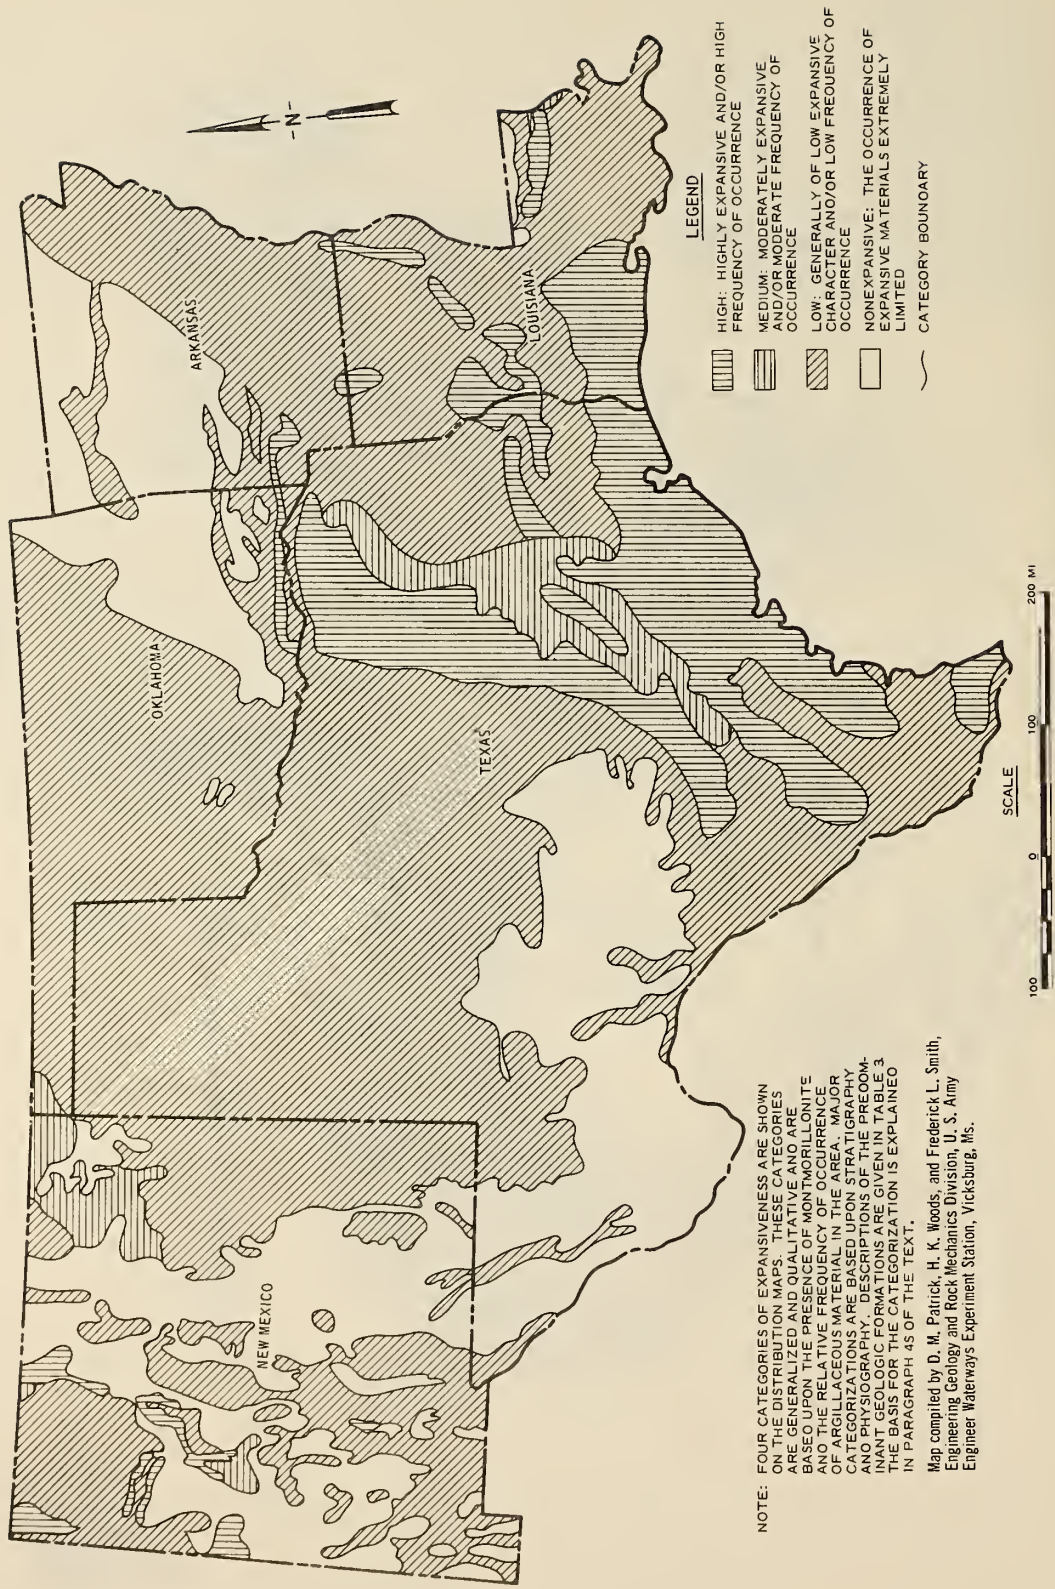 -N-
ARKANSAS
OKLAHOMA
LOUISIANA
TEXAS
NEW MEXICO
LEGEND
HIGH: HIGHLY EXPANSIVE AND/OR HIGH
FREQUENCY OF OCCURRENCE
MEDIUM: MODERATELY EXPANSIVE
AND/OR MODERATE FREQUENCY OF
OCCURRENCE
LOW: GENERALLY OF LOW EXPANSIVE
CHARACTER AND/OR LOW FREQUENCY OF
OCCURRENCE
NONEXPANSIVE: THE OCCURRENCE OF
EXPANSIVE MATERIALS EXTREMELY
LIMITED
CATEGORY BOUNDARY
SCALE
100 0 100 200 MI
NOTE: FOUR CATEGORIES OF EXPANSIVENESS ARE SHOWN
ON THE DISTRIBUTION MAPS. THESE CATEGORIES
ARE GENERALIZED AND QUALITATIVE AND ARE
BASED UPON THE PRESENCE OF MONTMORILLONITE
AND THE RELATIVE FREQUENCY OF OCCURRENCE
OF ARGILLACEOUS MATERIAL IN THE AREA. MAJOR
CATEGORIZATIONS ARE BASED UPON STRATIGRAPHY
AND PHYSIOGRAPHY. DESCRIPTIONS OF THE PREDOM-
INANT GEOLOGIC FORMATIONS ARE GIVEN IN TABLE 3.
THE BASIS FOR THE CATEGORIZATION IS EXPLAINED
IN PARAGRAPH 45 OF THE TEXT.
Map compiled by D. M. Patrick, H. K. Woods, and Frederick L. Smith,
Engineering Geology and Rock Mechanics Division, U. S. Army
Engineer Waterways Experiment Station, Vicksburg, Ms.